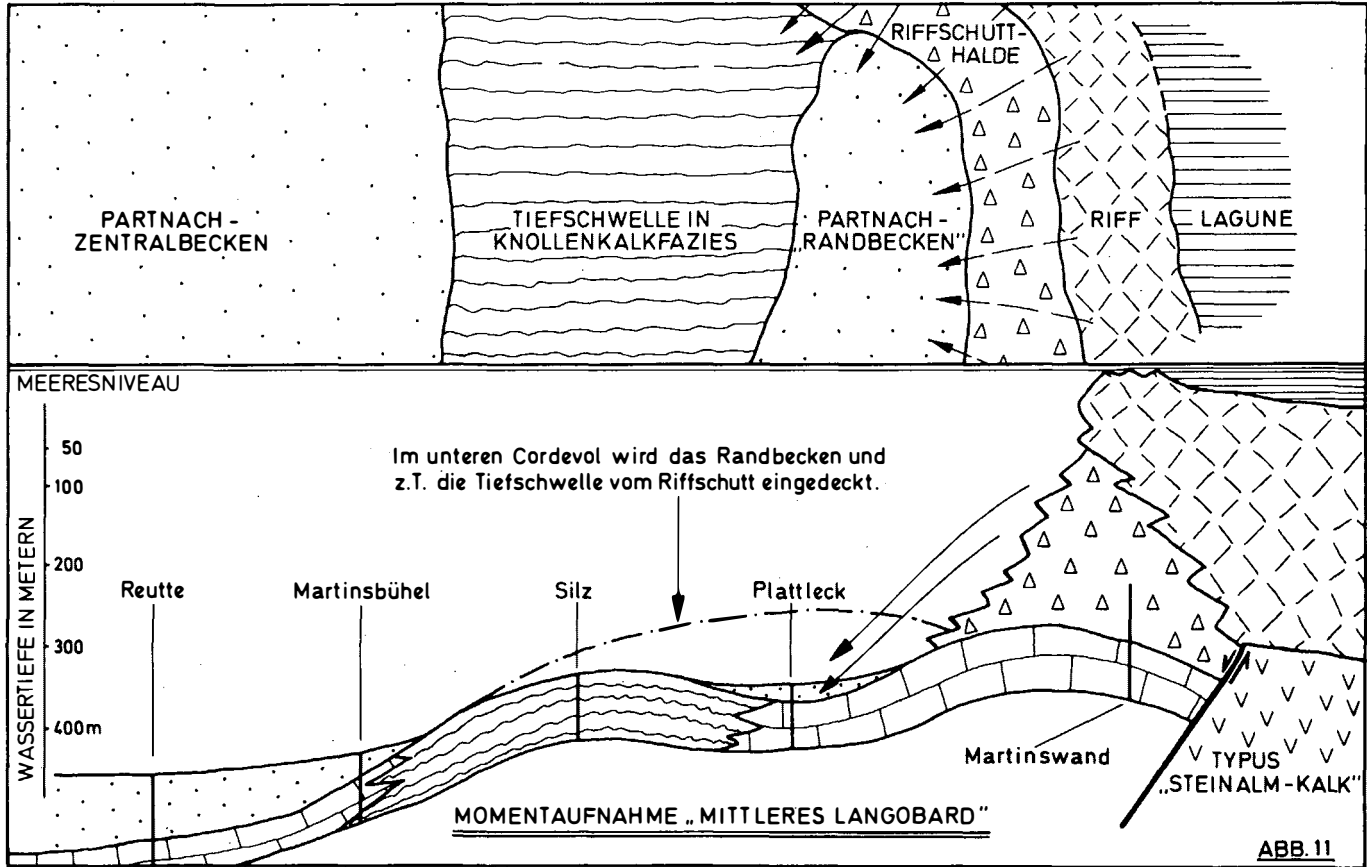 RIFFSCHUTT-
HALDE
PARTNACH-
ZENTRALBECKEN
TIEFSCHWELLE IN
KNOLLENKALKFAZIES
PARTNACH-
„RANDBECKEN"
RIFF
LAGUNE
MEERESNIVEAU
WASSERTIEFE IN METERN
50
100
200
300
400m
Im unteren Cordevol wird das Randbecken und
z.T. die Tiefschwelle vom Riffschutt eingedeckt.
Reutte
Martinsbühel
Silz
Plattleck
Martinswand
TYPUS
„STEINALM-KALK"
MOMENTAUFNAHME „MITTLERES LANGOBARD"
ABB. 11